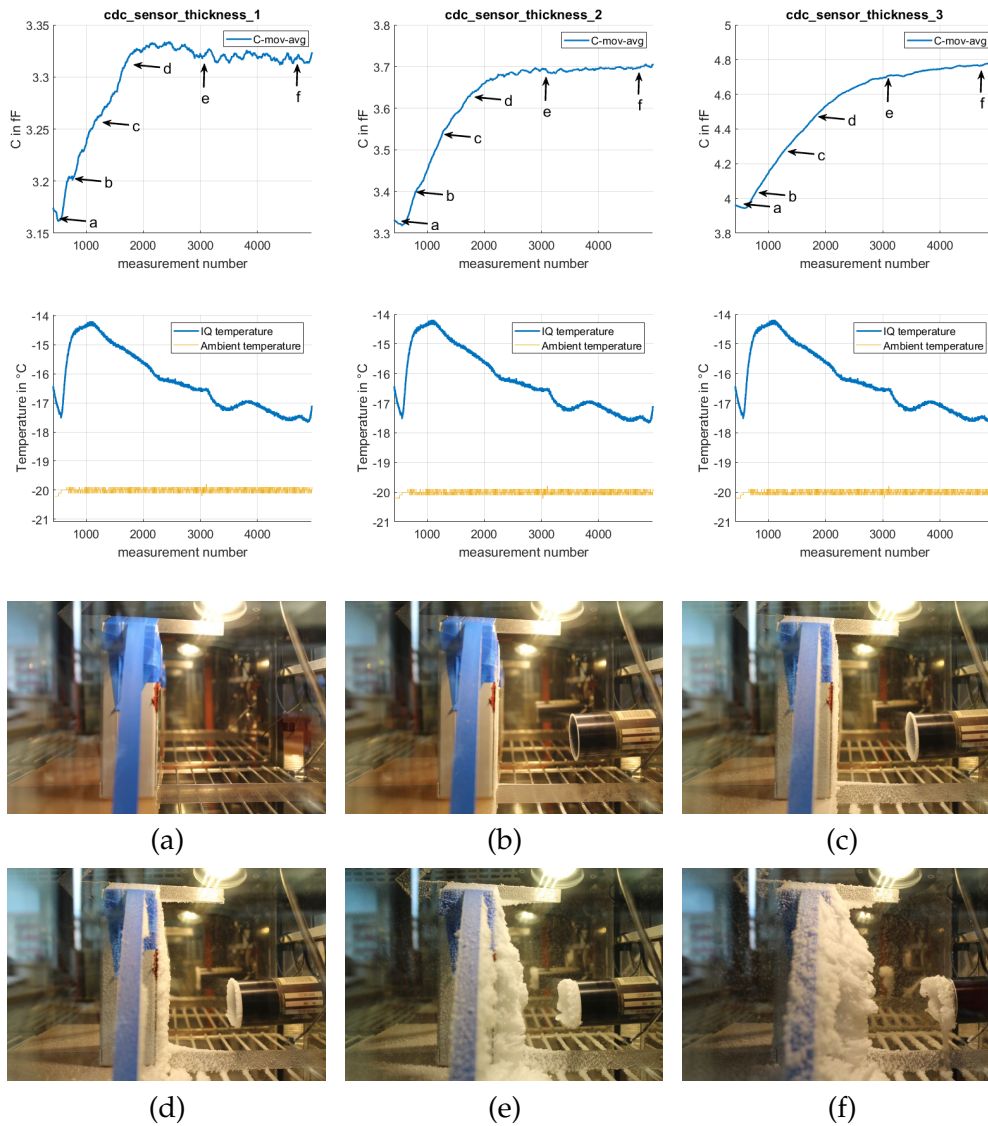 cdc_sensor_thickness_1
cdc_sensor_thickness_2
cdc_sensor_thickness_3
3.35
3.3
3.25
3.2
3.15
C in fF
C-mov-avg
a
b
c
d
e
f
1000 2000 3000 4000
measurement number
3.8
3.7
3.6
3.5
3.4
3.3
C in fF
C-mov-avg
a
b
c
d
e
f
1000 2000 3000 4000
measurement number
5
4.8
4.6
4.4
4.2
4
3.8
C in fF
C-mov-avg
a
b
c
d
e
f
1000 2000 3000 4000
measurement number
-14
-15
-16
-17
-18
-19
-20
-21
Temperature in °C
IQ temperature
Ambient temperature
1000 2000 3000 4000
measurement number
-14
-15
-16
-17
-18
-19
-20
-21
Temperature in °C
IQ temperature
Ambient temperature
1000 2000 3000 4000
measurement number
-14
-15
-16
-17
-18
-19
-20
-21
Temperature in °C
IQ temperature
Ambient temperature
1000 2000 3000 4000
measurement number
(a) (b) (c)
(d) (e) (f)